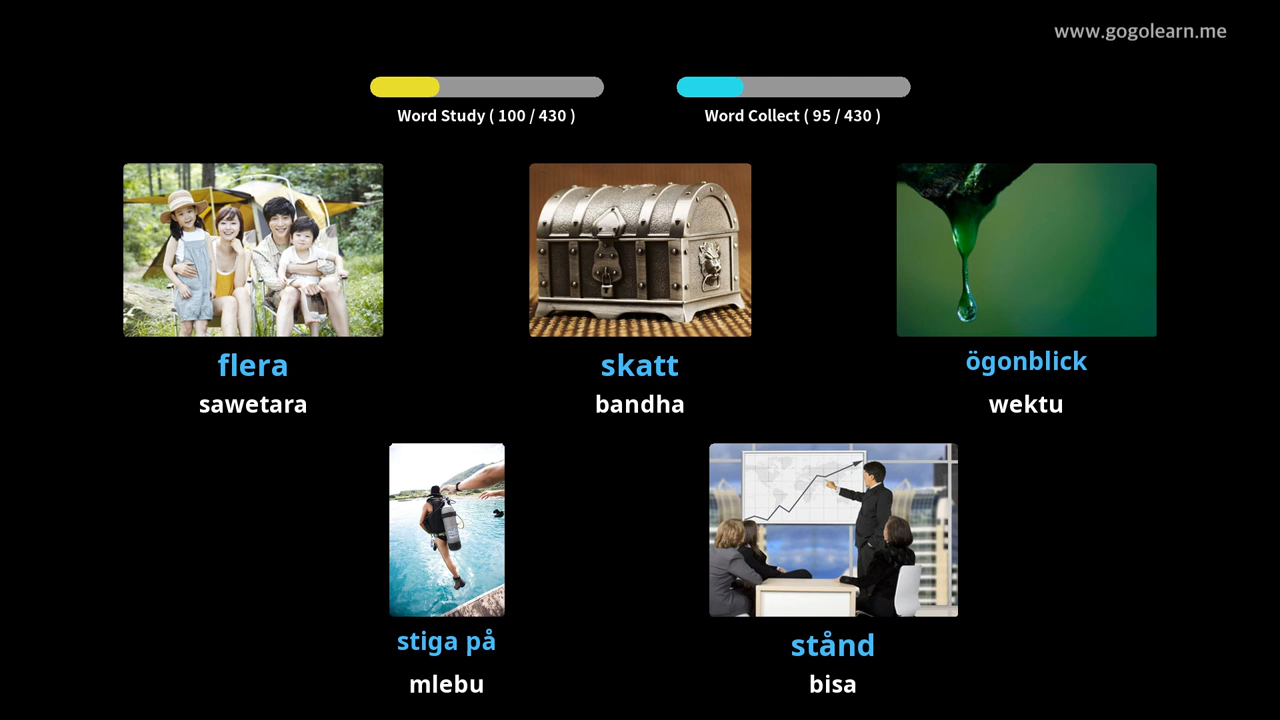 www.gogolearn.me
Word Study ( 100 / 430 )
Word Collect ( 95 / 430 )
flera
sawetara
skatt
bandha
ögonblick
wektu
stiga på
mlebu
stånd
bisa